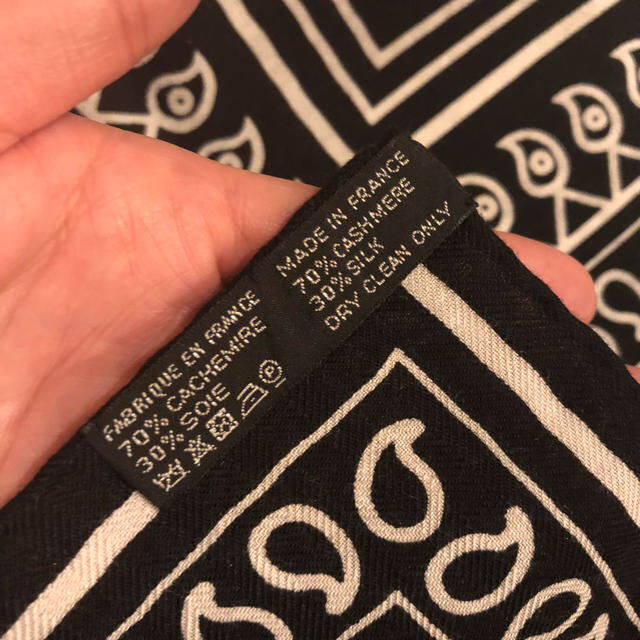 FABRIQUE EN FRANCE
70% CACHEMIRE
30% SOIE
MADE IN FRANCE
70% CASHMERE
30% SILK
DRY CLEAN ONLY